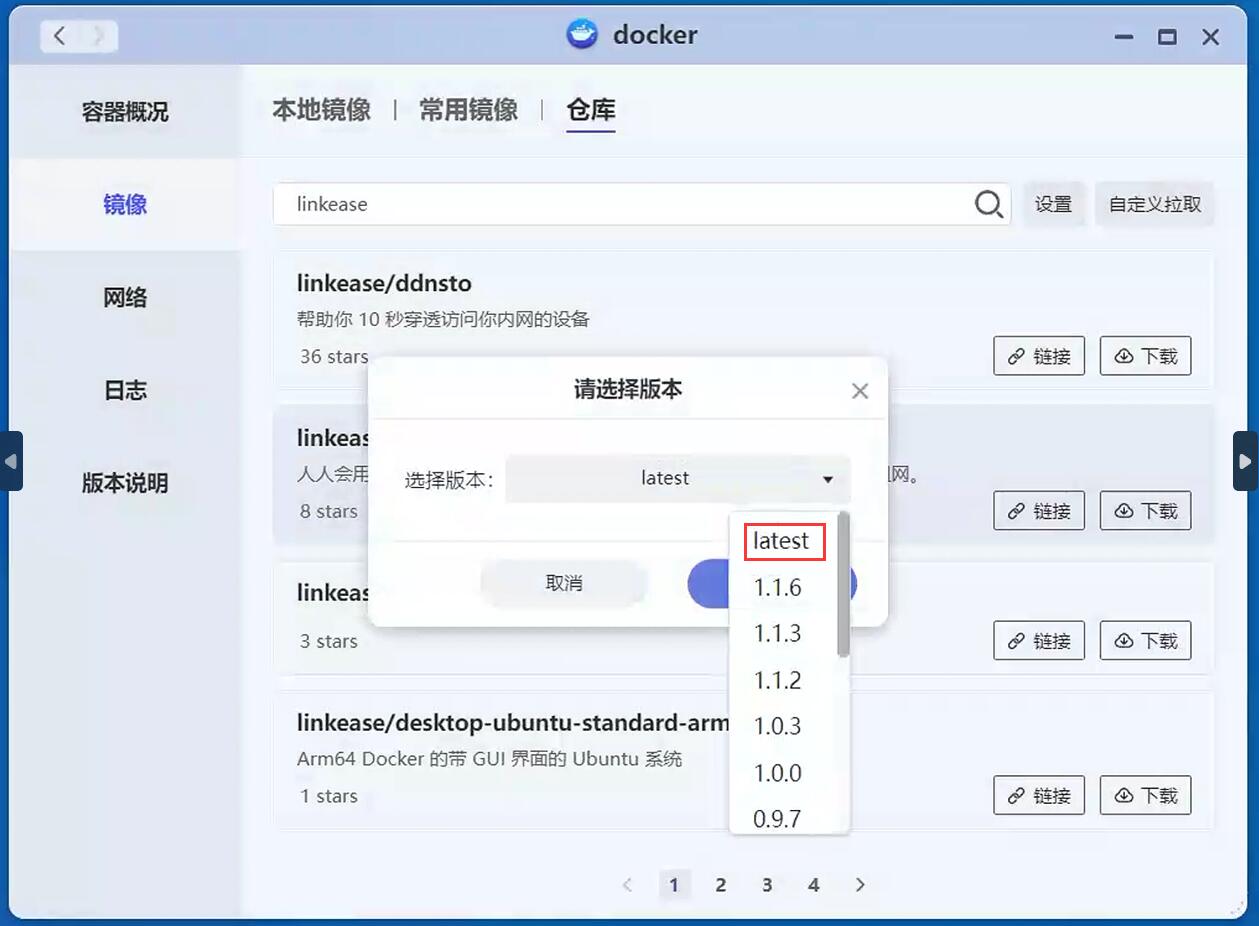 docker
容器概况
镜像
网络
日志
版本说明
本地镜像 | 常用镜像 | 仓库
linkease
设置
自定义拉取
linkease/ddnsto
帮助你 10 秒穿透访问你内网的设备
36 stars
链接
下载
linkeas
人人会用
网。
8 stars
链接
下载
linkeas
3 stars
链接
下载
linkease/desktop-ubuntu-standard-arm
Arm64 Docker 的带 GUI 界面的 Ubuntu 系统
1 stars
链接
下载
请选择版本
选择版本: latest
取消
latest
1.1.6
1.1.3
1.1.2
1.0.3
1.0.0
0.9.7
1 2 3 4